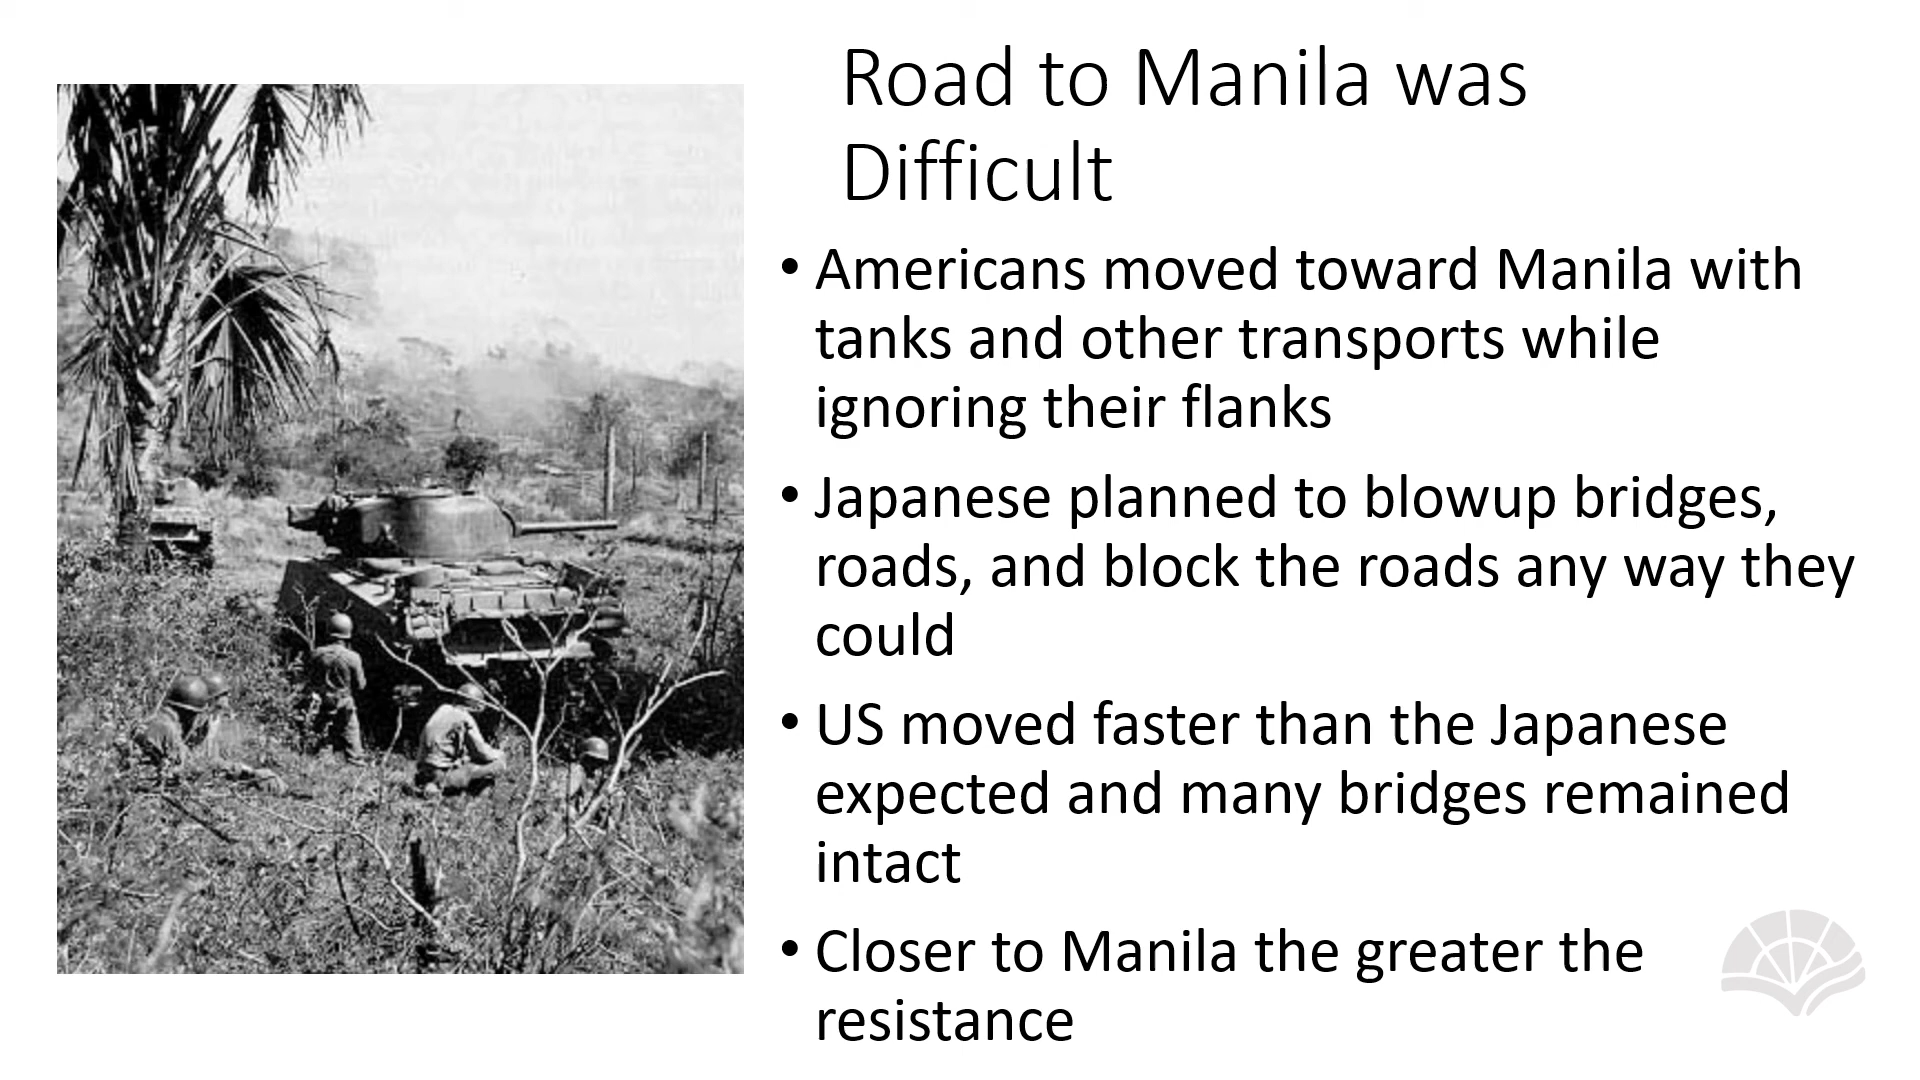 Road to Manila was
Difficult
• Americans moved toward Manila with
tanks and other transports while
ignoring their flanks
• Japanese planned to blowup bridges,
roads, and block the roads any way they
could
• US moved faster than the Japanese
expected and many bridges remained
intact
• Closer to Manila the greater the
resistance